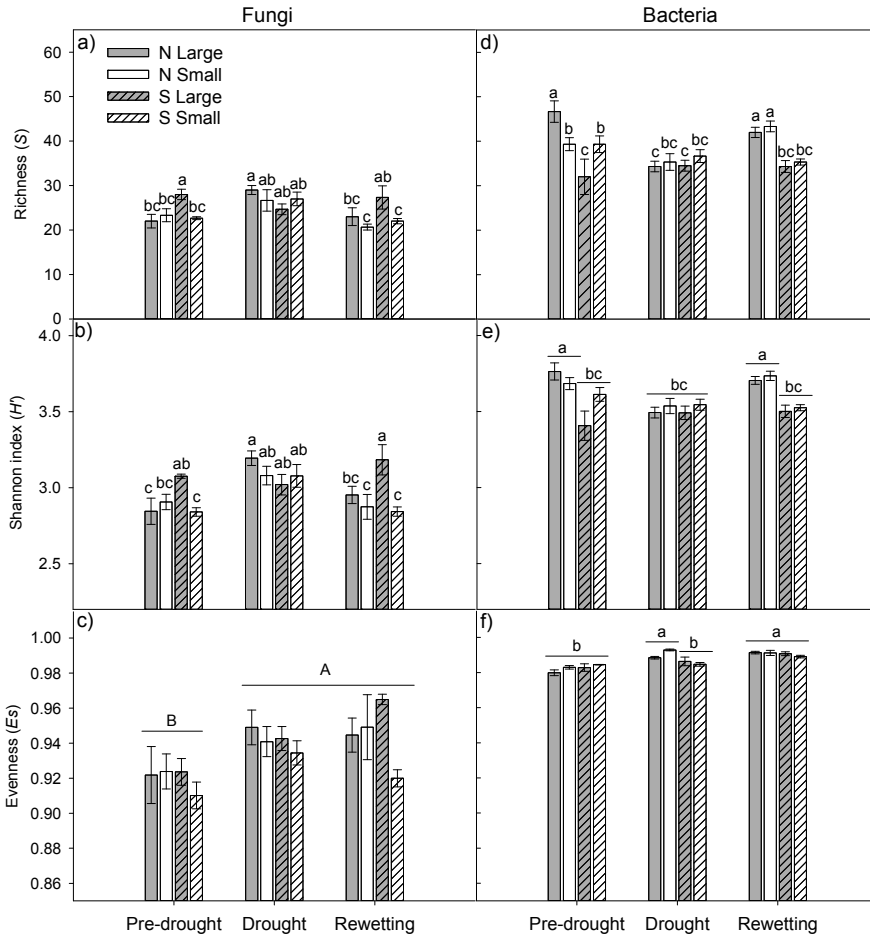 Fungi Bacteria
a) d)
N Large
N Small
S Large
S Small
Richness (S)
60
50
40
30
20
10
0
bc bc a bc a ab ab ab bc c ab c
a b c b c bc c bc a a bc bc
b) e)
Shannon index (H')
4.0
3.5
3.0
2.5
c bc ab c a ab ab ab bc c a c
a bc bc a bc
c) f)
Evenness (Es)
1.00
0.98
0.96
0.94
0.92
0.90
0.88
0.86
B A
b a b a
Pre-drought Drought Rewetting Pre-drought Drought Rewetting